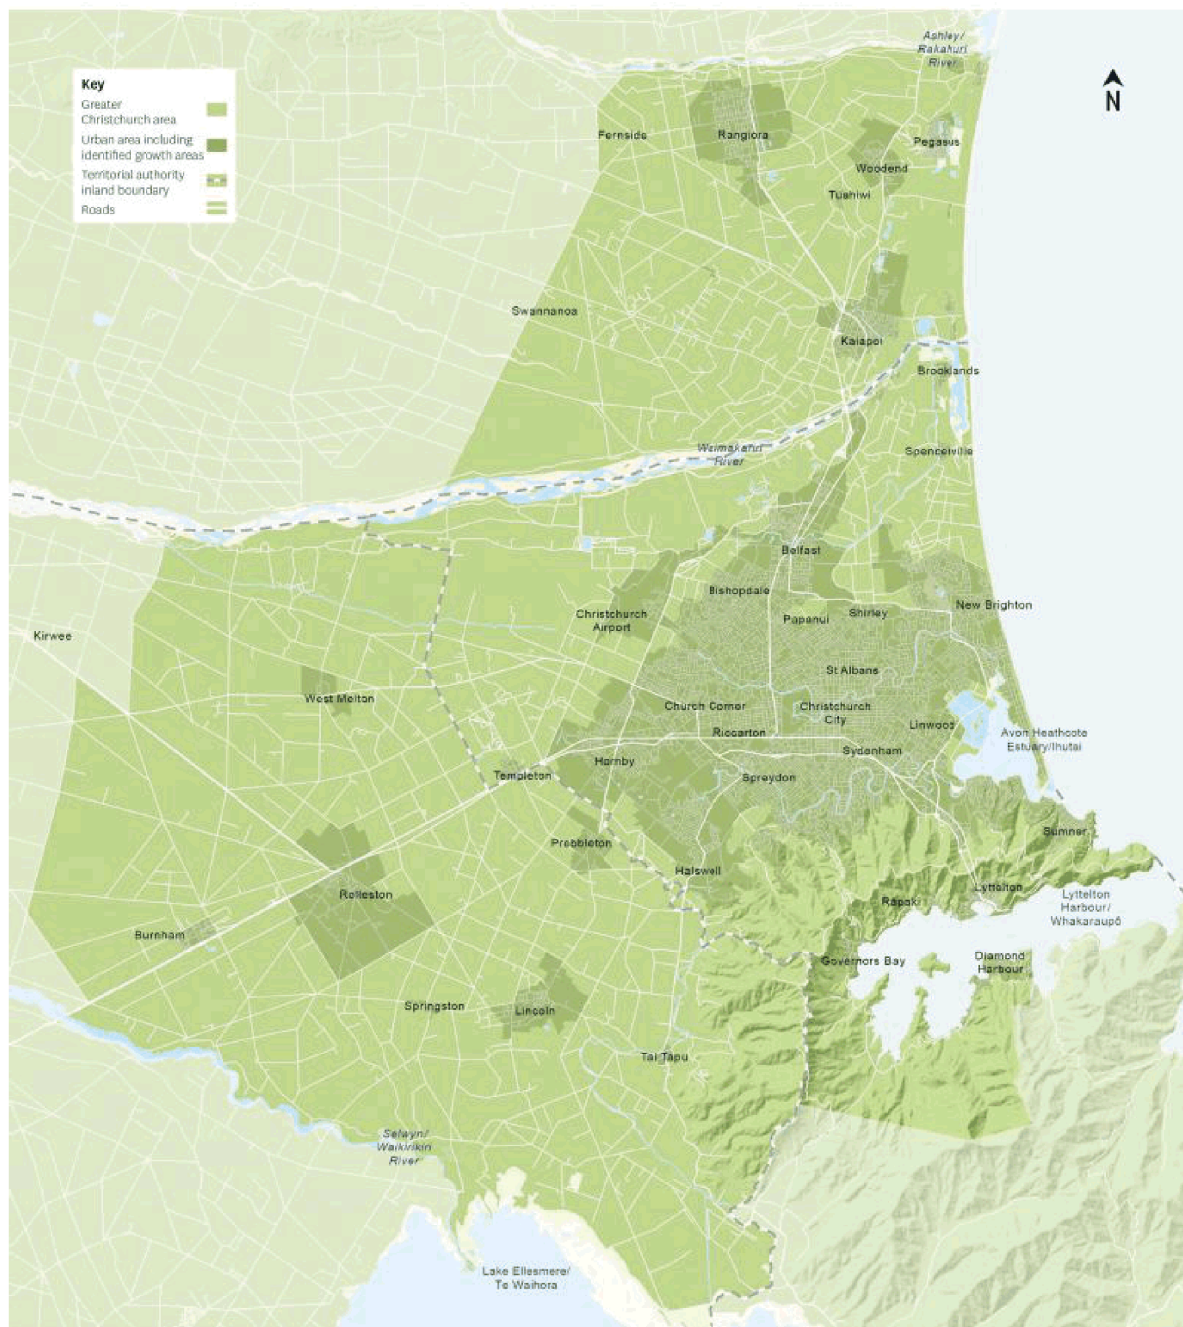 Key
Greater
Christchurch area
Urban area including
identified growth areas
Territorial authority
inland boundary
Roads
N
Ashley/
Rakahuri
River
Fernside
Rangiora
Pegasus
Woodend
Tuahiwi
Swannanoa
Kaiapoi
Brooklands
Waimakariri
River
Spencerville
Belfast
Bishopdale
Christchurch
Airport
Papanui
Shirley
New Brighton
Kirwee
St Albans
West Melton
Church Corner
Christchurch
City
Linwood
Riccarton
Avon Heathcote
Estuary/Ihutai
Sydenham
Hornby
Templeton
Spreydon
Sumner
Prebbleton
Halswell
Rolleston
Rapaki
Lyttelton
Lyttelton
Harbour/
Whakaraupō
Burnham
Governors Bay
Diamond
Harbour
Springston
Lincoln
Tai Tapu
Selwyn/
Waikirikiri
River
Lake Ellesmere/
Te Waihora